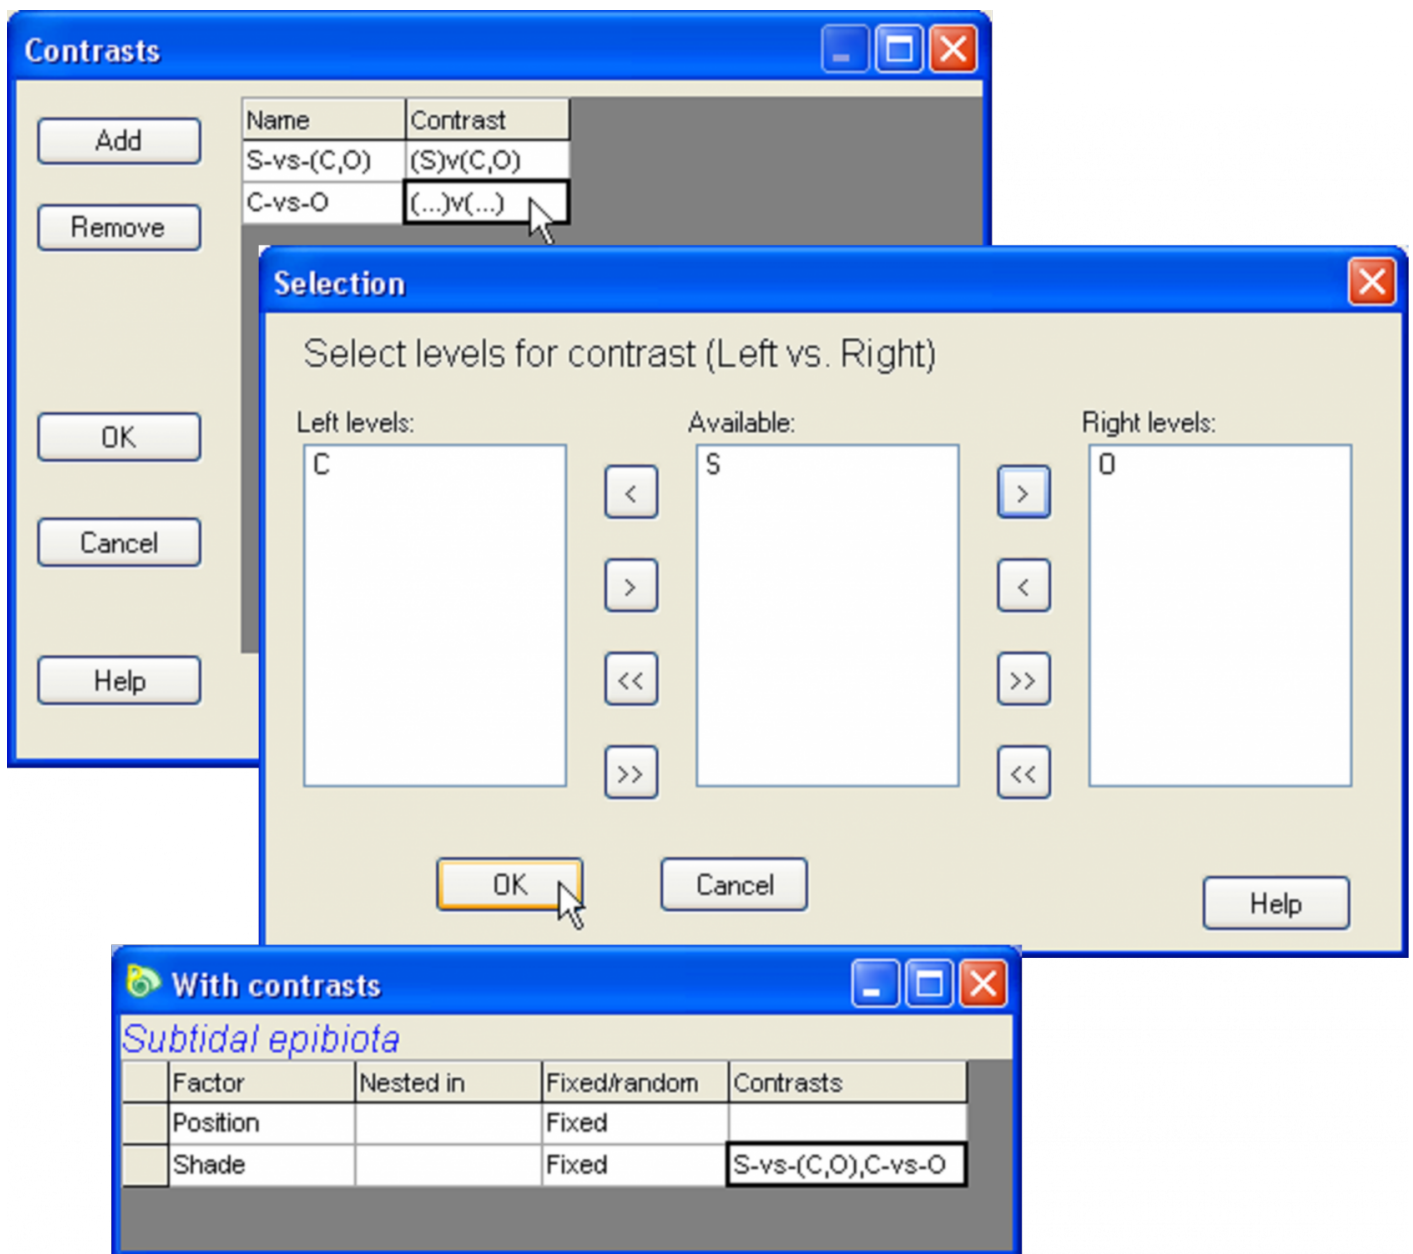 Contrasts
Add
Remove
OK
Cancel
Help
Name Contrast
S-vs-(C,O) (S)v(C,O)
C-vs-O (...)v(...)
Selection
Select levels for contrast (Left vs. Right)
Left levels: Available: Right levels:
C S O
< >
> <
<< >>
>> <<
OK Cancel Help
With contrasts
Subtidal epibiota
Factor Nested in Fixed/random Contrasts
Position Fixed
Shade Fixed S-vs-(C,O),C-vs-O